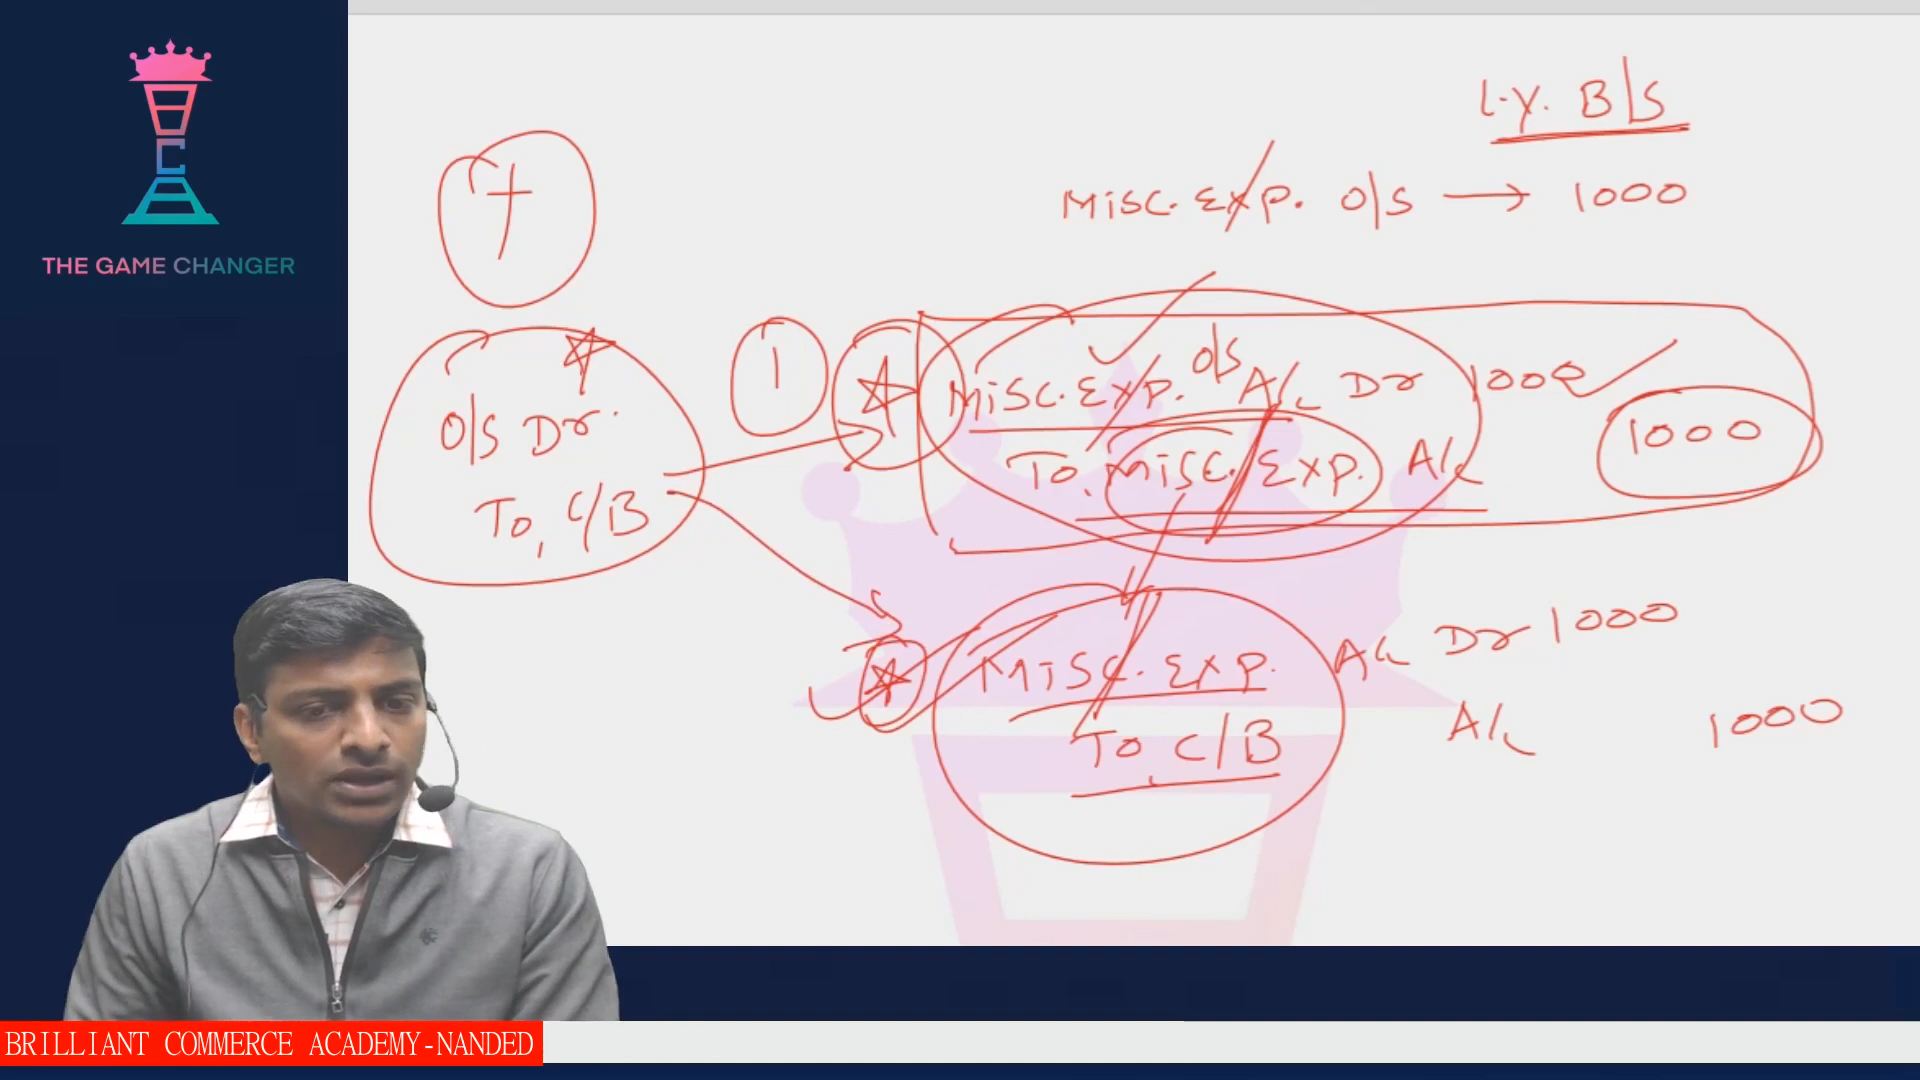 THE GAME CHANGER
L.Y. B/S
Misc. Exp. O/S → 1000
1
Misc. Exp. O/S A/c Dr 1000
To, Misc. Exp. A/c 1000
O/S Dr.
To, C/B
Misc. Exp. A/c Dr 1000
To, C/B A/c 1000
BRILLIANT COMMERCE ACADEMY-NANDED